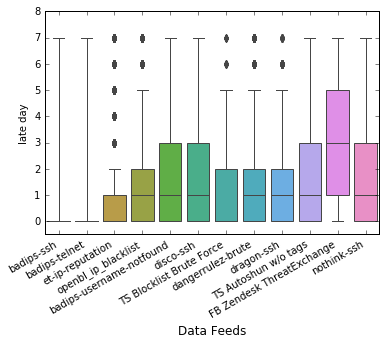 8
7
6
5
4
3
2
1
0
late day
badips-ssh
badips-telnet
et-ip-reputation
openbl_ip_blacklist
badips-username-notfound
disco-ssh
TS Blocklist Brute Force
dangerrulez-brute
dragon-ssh
TS Autoshun w/o tags
FB Zendesk ThreatExchange
nothink-ssh
Data Feeds